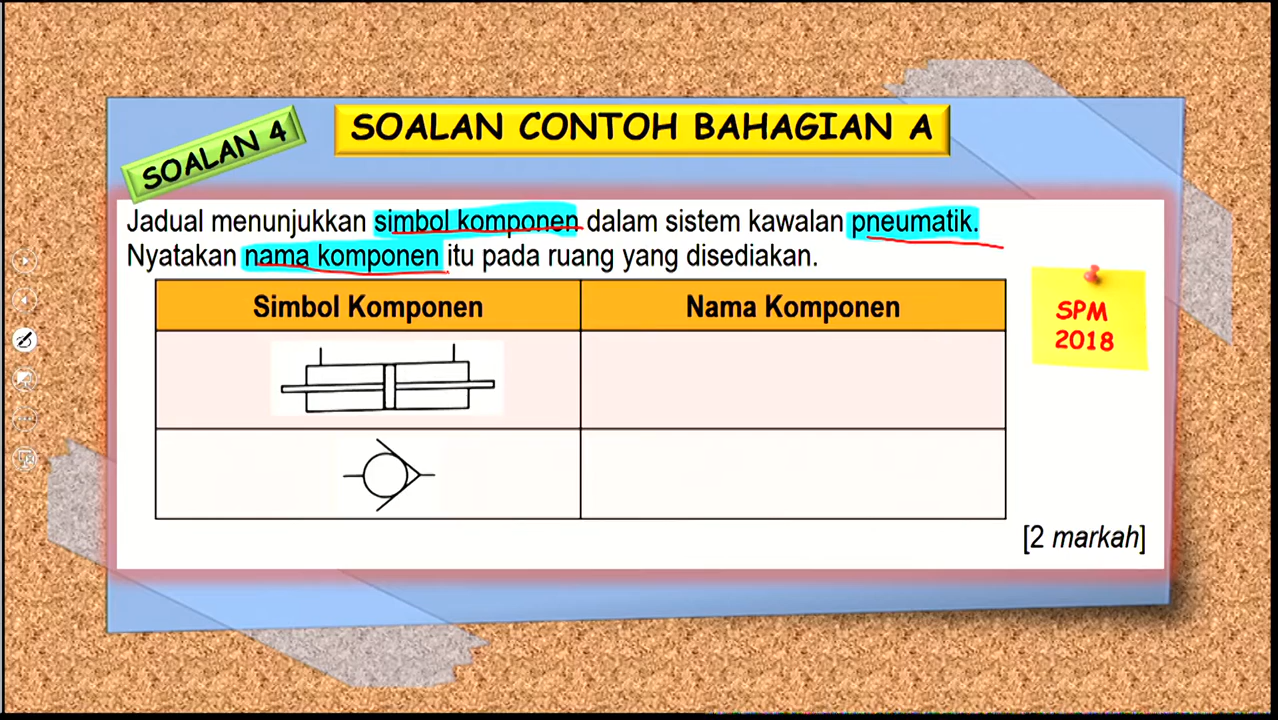 SOALAN 4
SOALAN CONTOH BAHAGIAN A
Jadual menunjukkan simbol komponen dalam sistem kawalan pneumatik.
Nyatakan nama komponen itu pada ruang yang disediakan.
Simbol Komponen
Nama Komponen
SPM
2018
[2 markah]